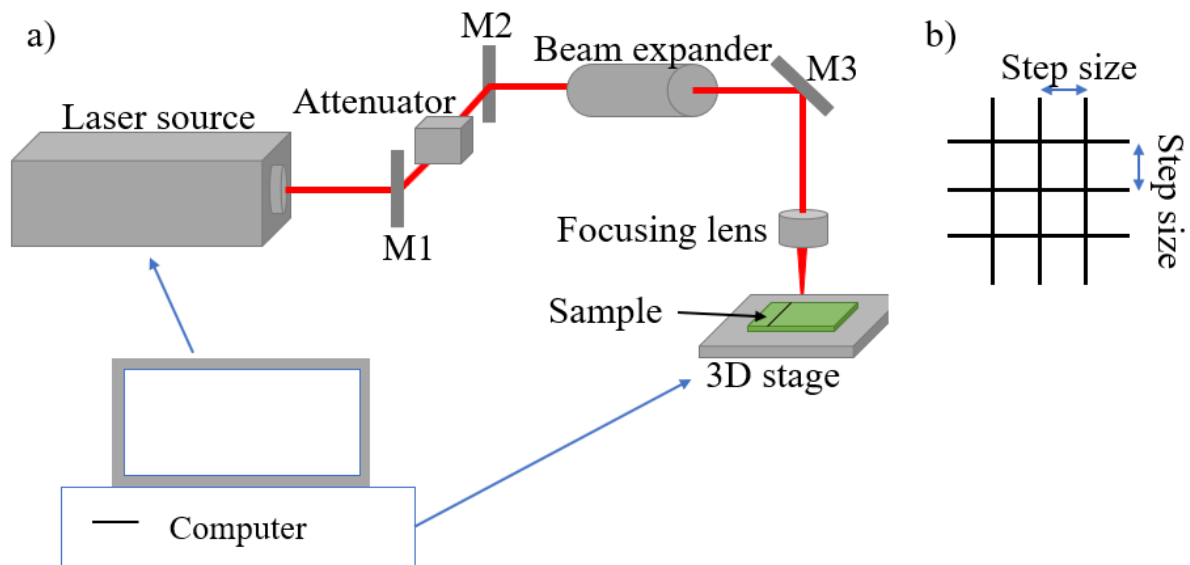 a)
M2
Beam expander
M3
Attenuator
Laser source
M1
Focusing lens
Sample
3D stage
Computer
b)
Step size
Step size